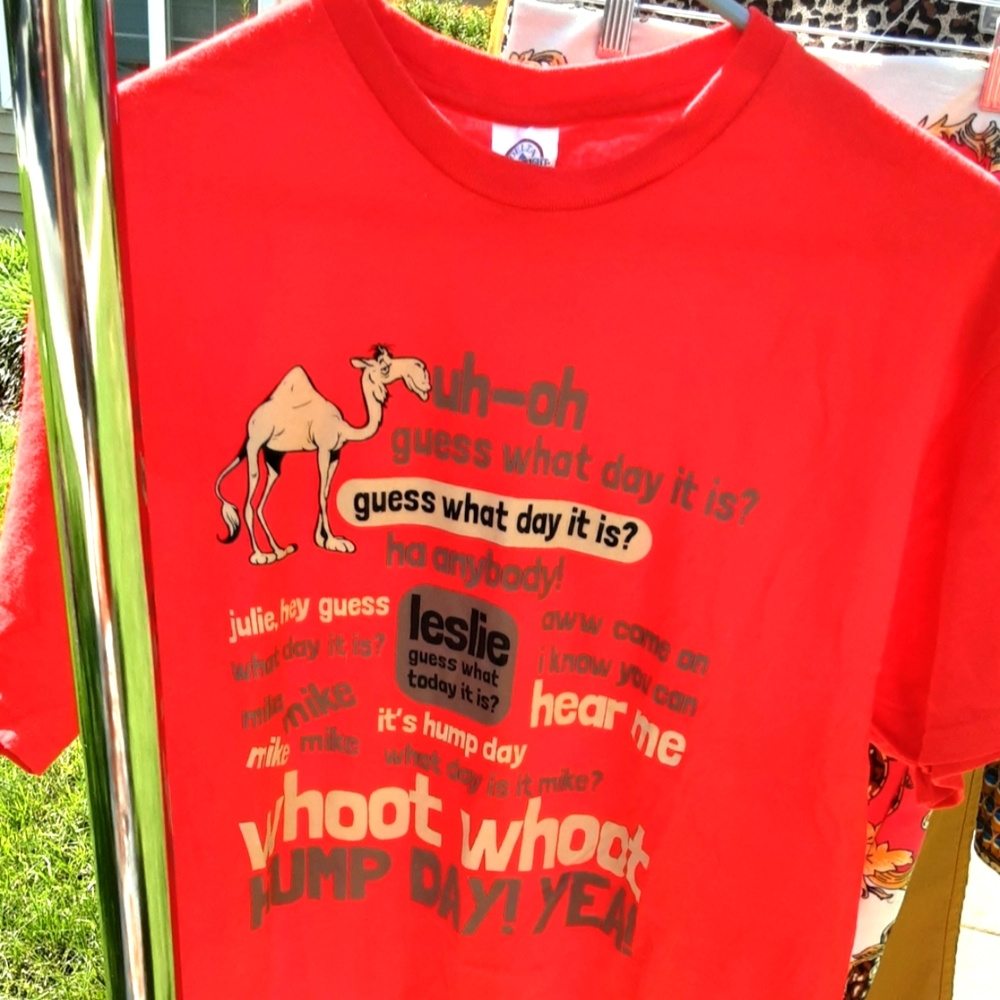 DELTA
uh-oh
guess what day it is?
guess what day it is?
ha anybody!
julie, hey guess
what day it is?
leslie
guess what
today it is?
aww come on
i know you can
hear me
mike
mike
mike mike
it's hump day
what day is it mike?
whoot whoot
HUMP DAY! YEA!